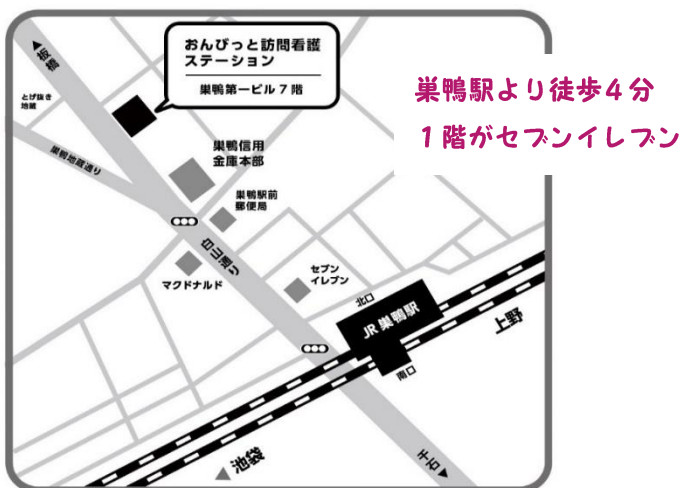 おんびっと訪問看護
ステーション
巣鴨第一ビル7階
巣鴨駅より徒歩4分
1階がセブンイレブン
板橋
とげ抜き
地蔵
巣鴨地蔵通り
巣鴨信用
金庫本部
巣鴨駅前
郵便局
白山通り
マクドナルド
セブン
イレブン
北口
JR巣鴨駅
上野
南口
池袋
千石